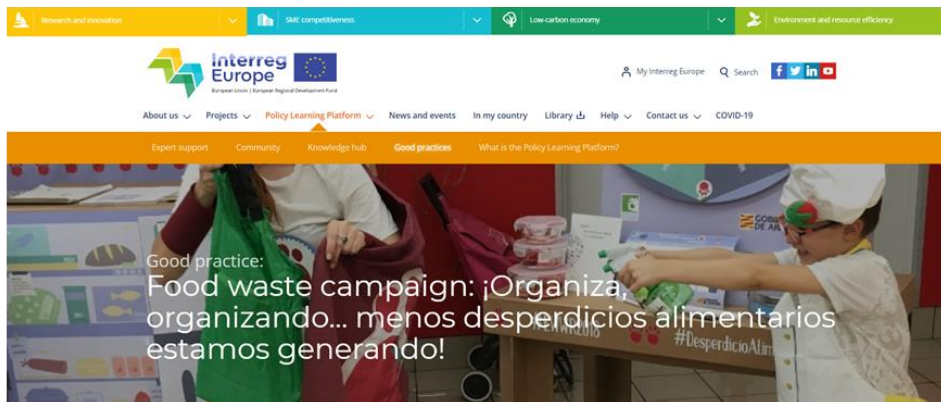 Research and innovation
SME competitiveness
Low-carbon economy
Environment and resource efficiency
Interreg
Europe
European Union | European Regional Development Fund
My Interreg Europe
Search
About us
Projects
Policy Learning Platform
News and events
In my country
Library
Help
Contact us
COVID-19
Expert support
Community
Knowledge hub
Good practices
What is the Policy Learning Platform?
Good practice:
Food waste campaign: ¡Organiza,
organizando... menos desperdicios alimentarios
estamos generando!
#DesperdicioAlim